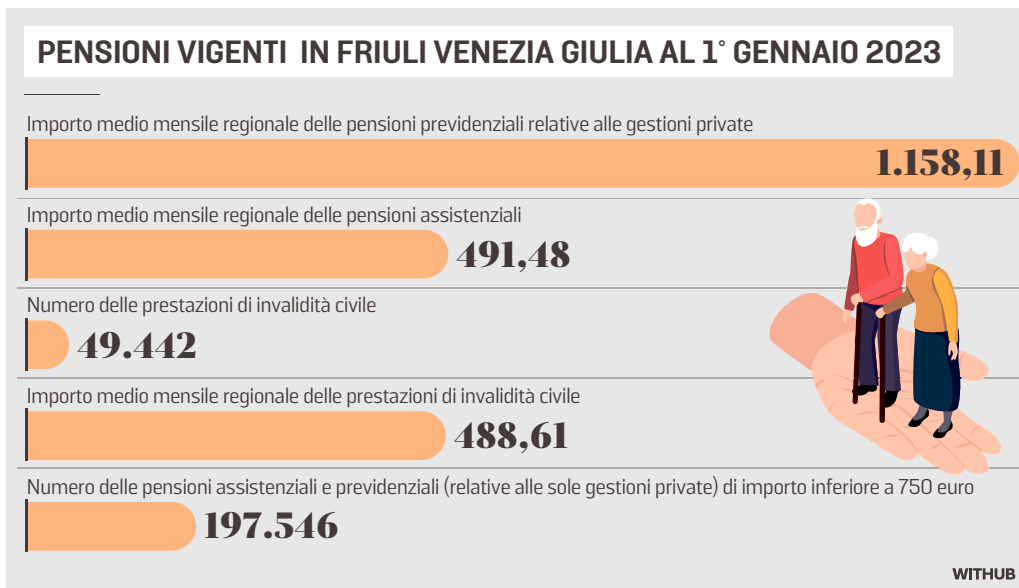 PENSIONI VIGENTI IN FRIULI VENEZIA GIULIA AL 1° GENNAIO 2023
Importo medio mensile regionale delle pensioni previdenziali relative alle gestioni private
1.158,11
Importo medio mensile regionale delle pensioni assistenziali
491,48
Numero delle prestazioni di invalidità civile
49.442
Importo medio mensile regionale delle prestazioni di invalidità civile
488,61
Numero delle pensioni assistenziali e previdenziali (relative alle sole gestioni private) di importo inferiore a 750 euro
197.546
WITHUB